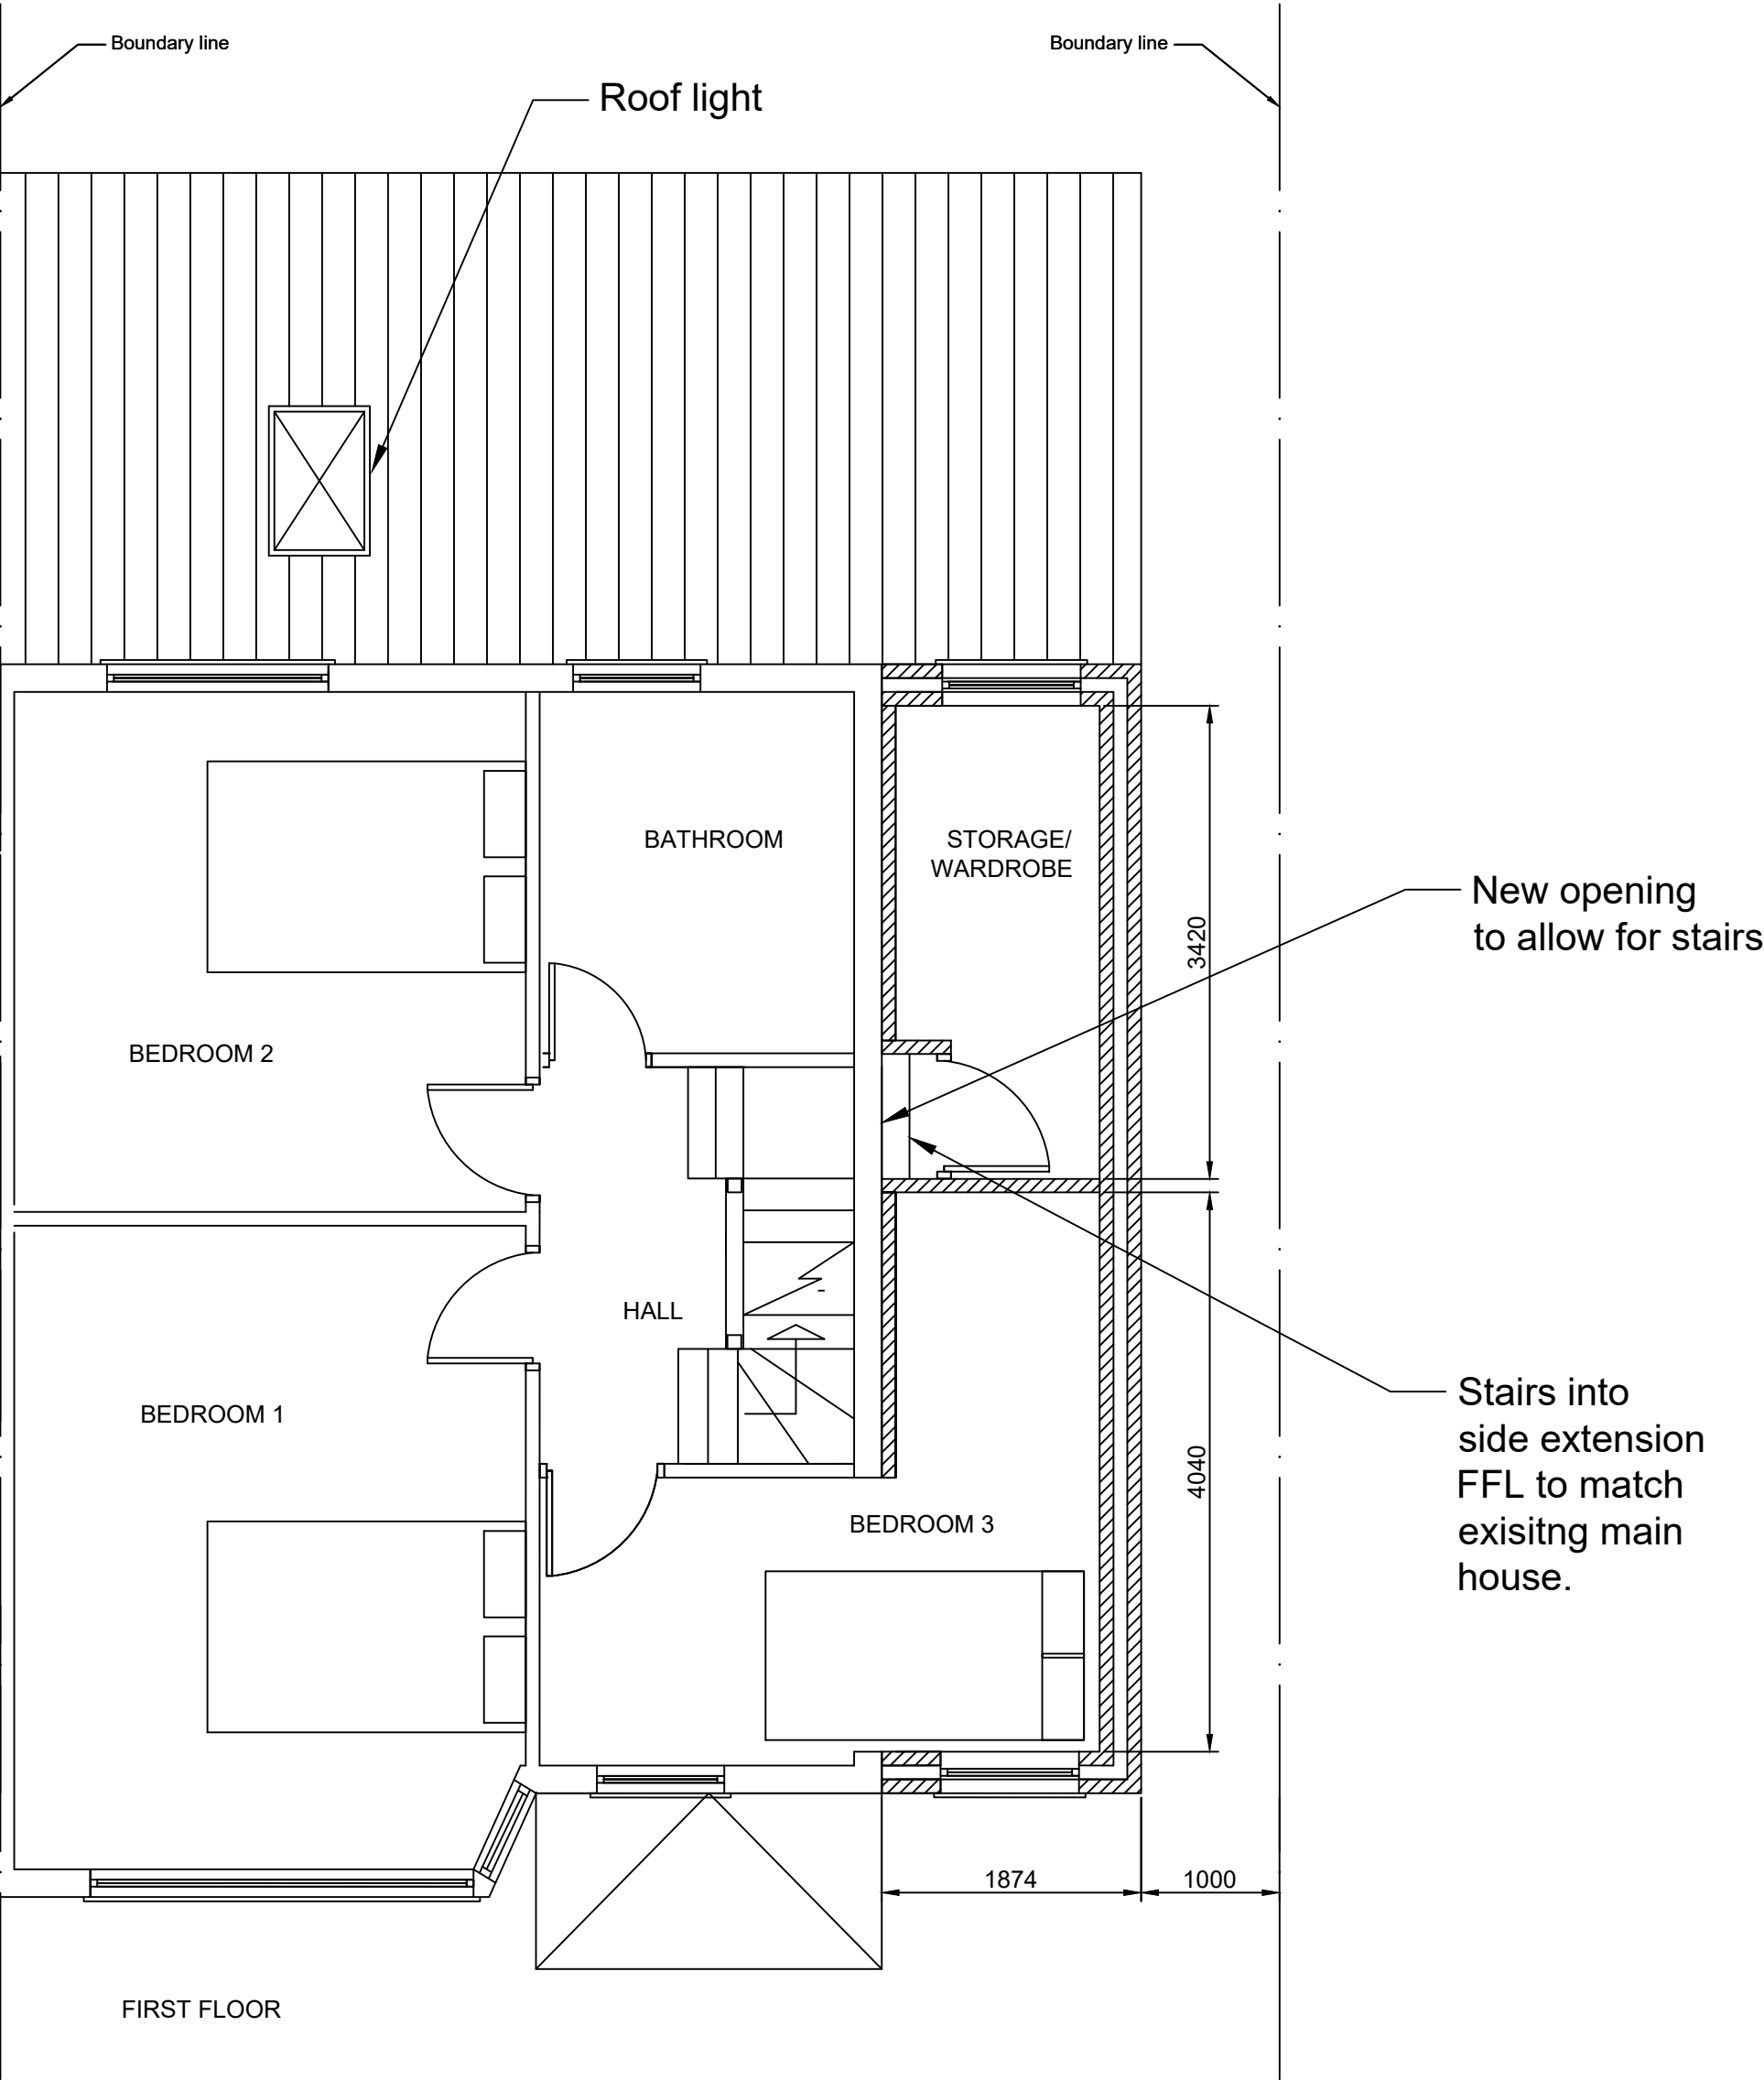 Boundary line
Boundary line
Roof light
BATHROOM
STORAGE/
WARDROBE
New opening
to allow for stairs
3420
BEDROOM 2
HALL
BEDROOM 1
Stairs into
side extension
FFL to match
exisitng main
house.
4040
BEDROOM 3
1874
1000
FIRST FLOOR